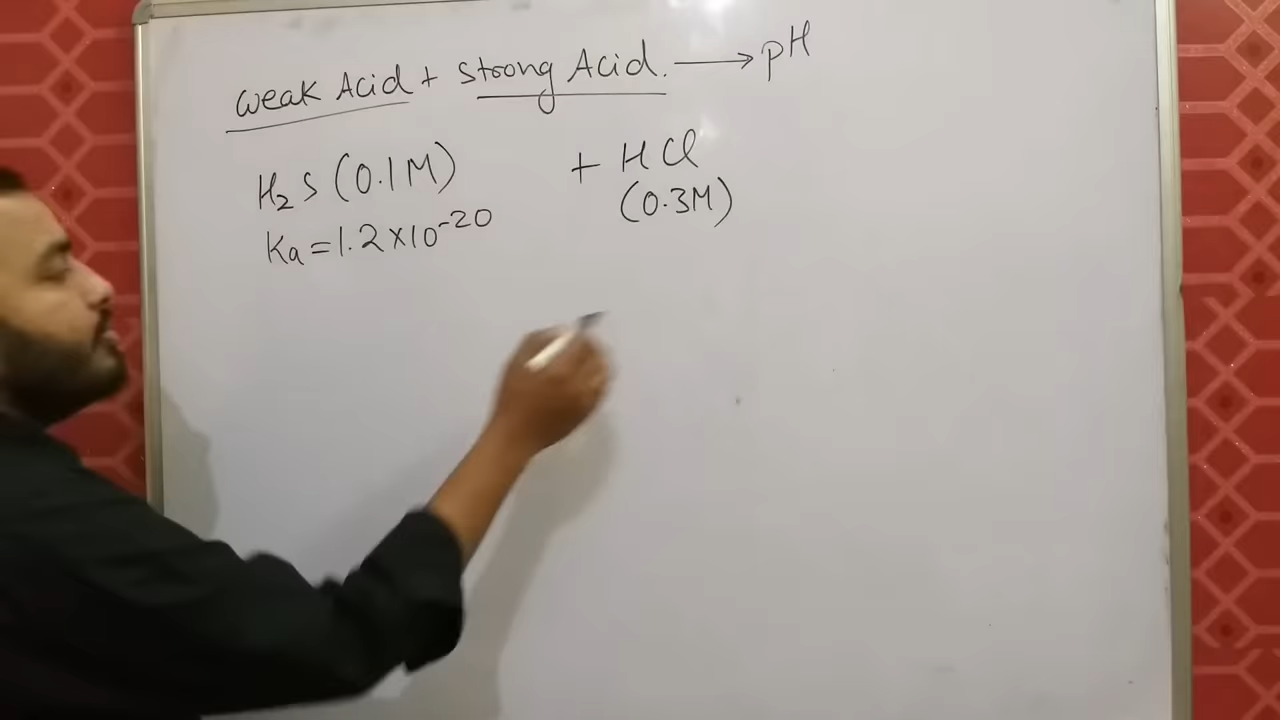 weak Acid + strong Acid. ⟶ pH
H₂S (0.1M) + HCl
(0.3M)
Ka = 1.2×10⁻²⁰